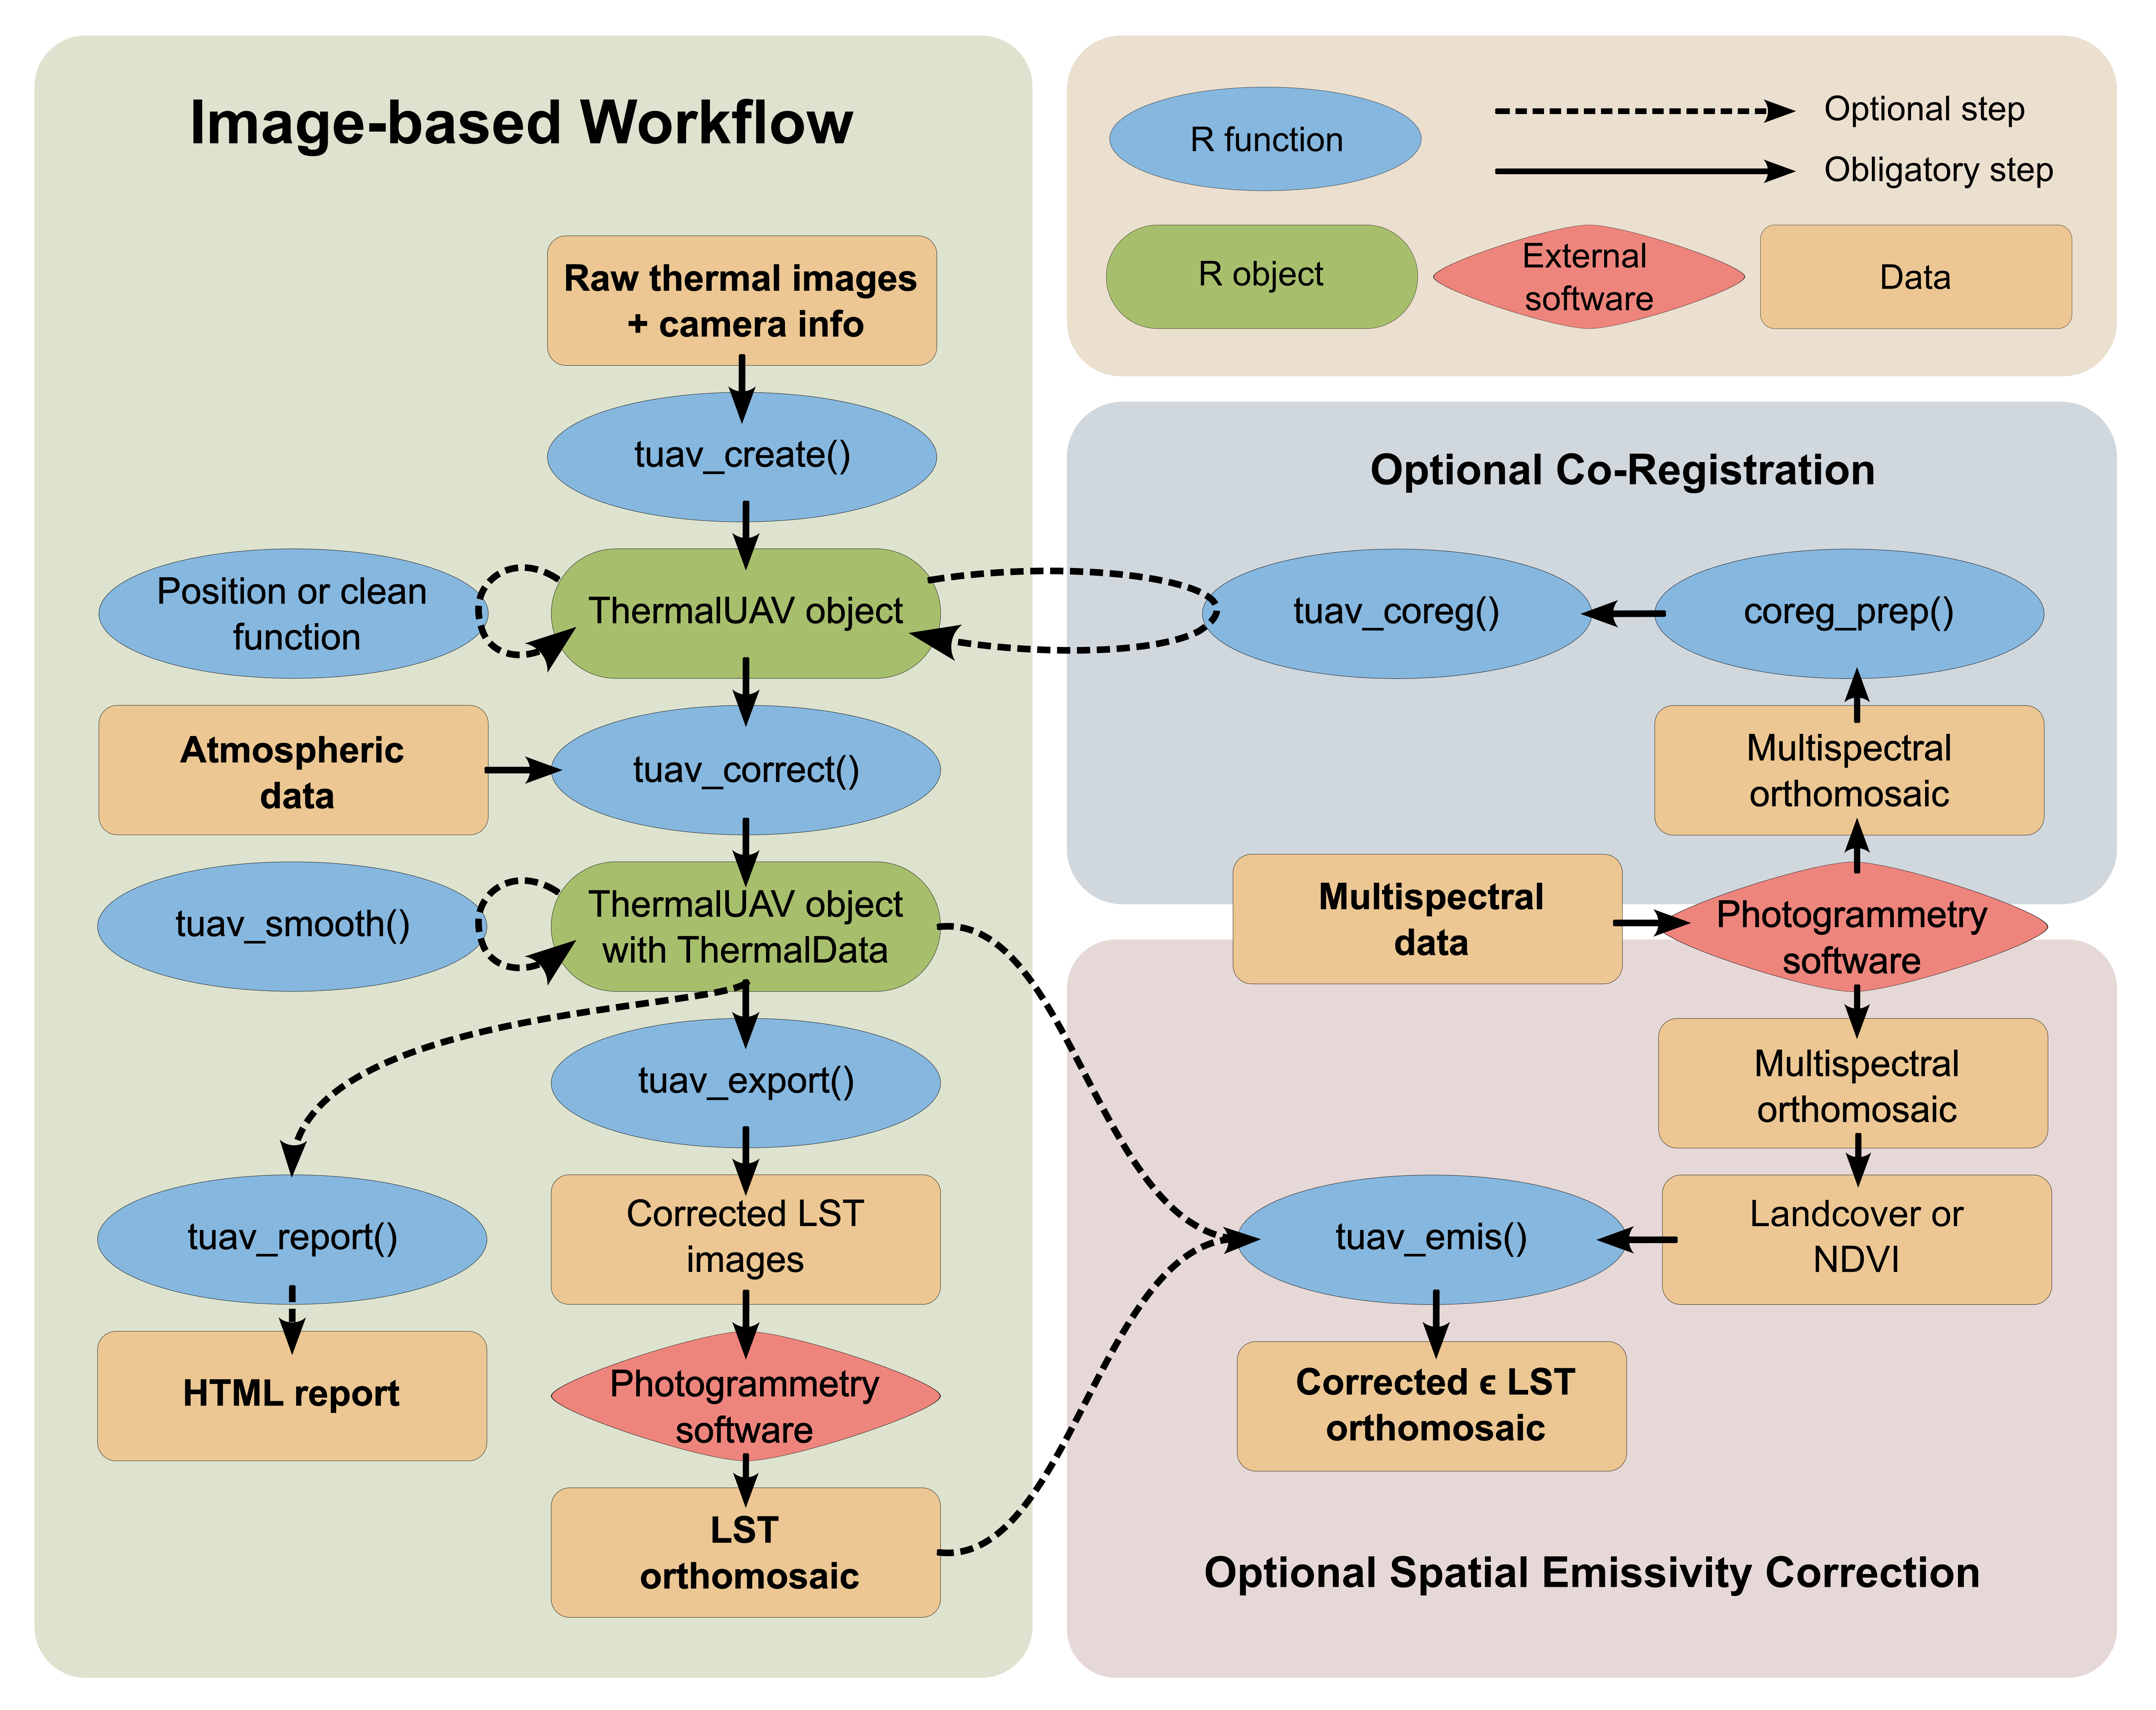 Image-based Workflow
Raw thermal images
+ camera info
tuav_create()
Position or clean
function
ThermalUAV object
Atmospheric
data
tuav_correct()
tuav_smooth()
ThermalUAV object
with ThermalData
tuav_export()
tuav_report()
Corrected LST
images
HTML report
Photogrammetry
software
LST
orthomosaic
R function
Optional step
Obligatory step
R object
External
software
Data
Optional Co-Registration
tuav_coreg()
coreg_prep()
Multispectral
orthomosaic
Multispectral
data
Photogrammetry
software
Multispectral
orthomosaic
tuav_emis()
Landcover or
NDVI
Corrected ϵ LST
orthomosaic
Optional Spatial Emissivity Correction